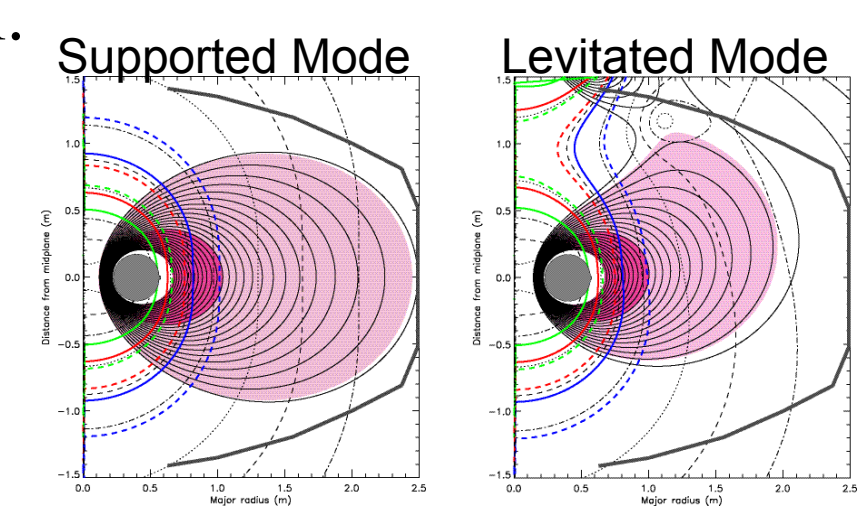 Supported Mode Levitated Mode
1.5 1.5
1.0 1.0
0.5 0.5
0.0 0.0
−0.5 −0.5
−1.0 −1.0
−1.5 −1.5
Distance from midplane (m) Distance from midplane (m)
0.0 0.5 1.0 1.5 2.0 2.5 0.0 0.5 1.0 1.5 2.0 2.5
Major radius (m) Major radius (m)